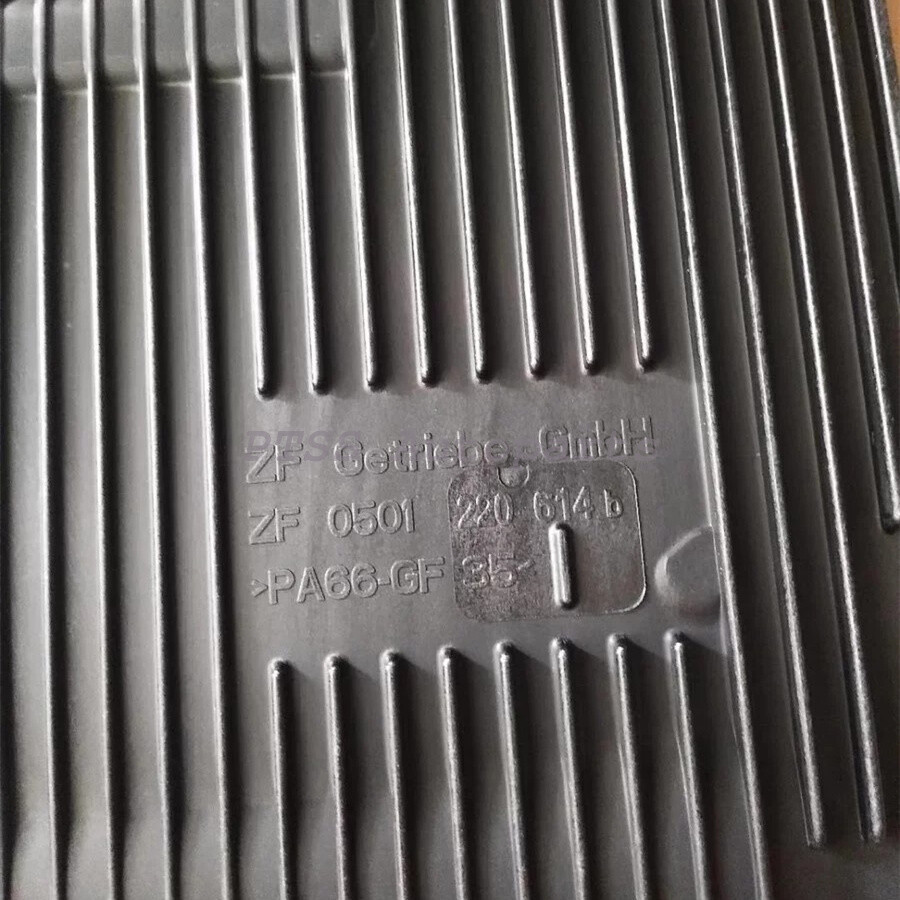 ZF Getriebe GmbH
ZF 0501 220 614 b
>PA66-GF 35<